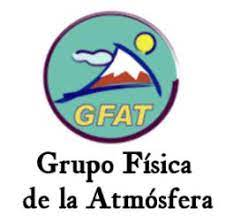 GFAT
Grupo Física
de la Atmósfera